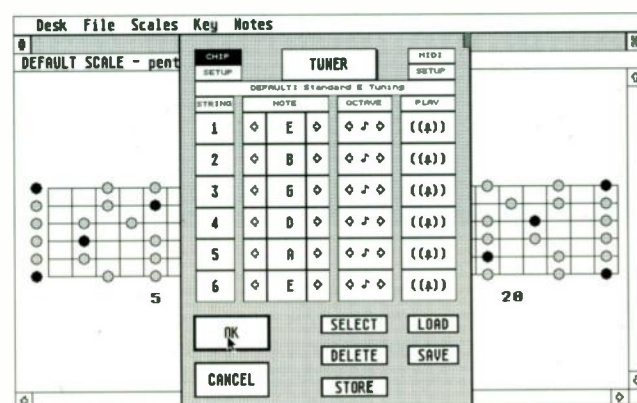 Desk File Scales Key Notes
DEFAULT SCALE - pent
CHIP
SETUP
TUNER
MIDI
SETUP
DEFAULT: Standard E Tuning
STRING NOTE OCTAVE PLAY
1 E
2 B
3 G
4 D
5 A
6 E
5
20
OK
SELECT
LOAD
DELETE
SAVE
CANCEL
STORE